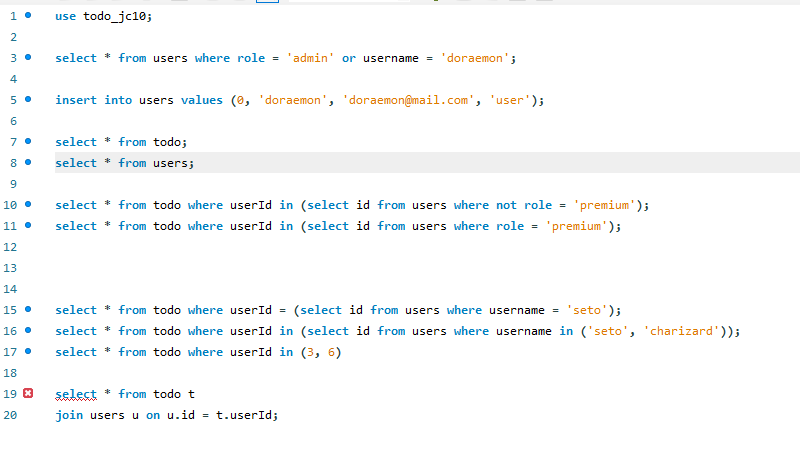 1 use todo_jc10;
2
3 select * from users where role = 'admin' or username = 'doraemon';
4
5 insert into users values (0, 'doraemon', 'doraemon@mail.com', 'user');
6
7 select * from todo;
8 select * from users;
9
10 select * from todo where userId in (select id from users where not role = 'premium');
11 select * from todo where userId in (select id from users where role = 'premium');
12
13
14
15 select * from todo where userId = (select id from users where username = 'seto');
16 select * from todo where userId in (select id from users where username in ('seto', 'charizard'));
17 select * from todo where userId in (3, 6)
18
19 select * from todo t
20 join users u on u.id = t.userId;